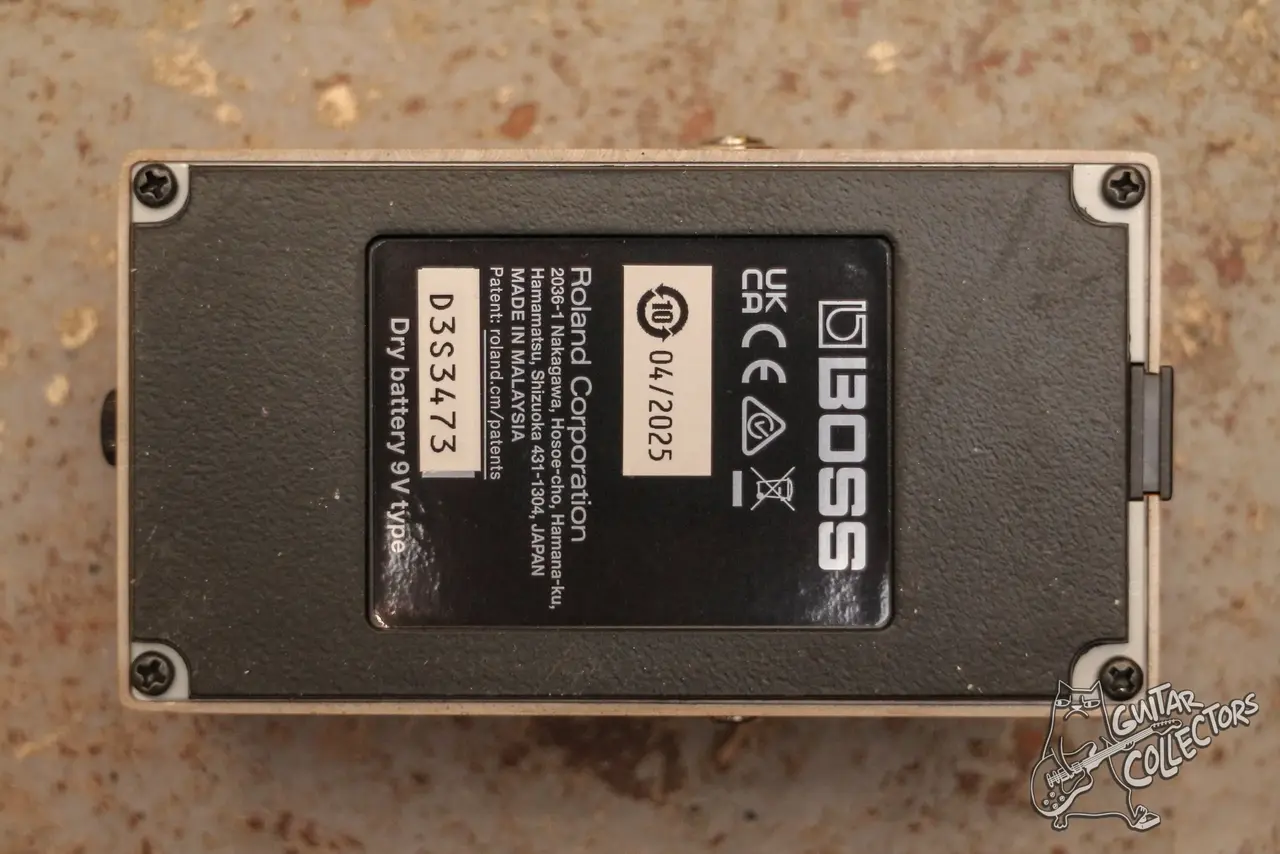 BOSS
UK
CA CE
10 04/2025
Roland Corporation
2036-1 Nakagawa, Hosoe-cho, Hamana-ku,
Hamamatsu, Shizuoka 431-1304, JAPAN
MADE IN MALAYSIA
Patent: roland.cm/patents
D3S3473
Dry battery 9V type
GUITAR
COLLECTORS